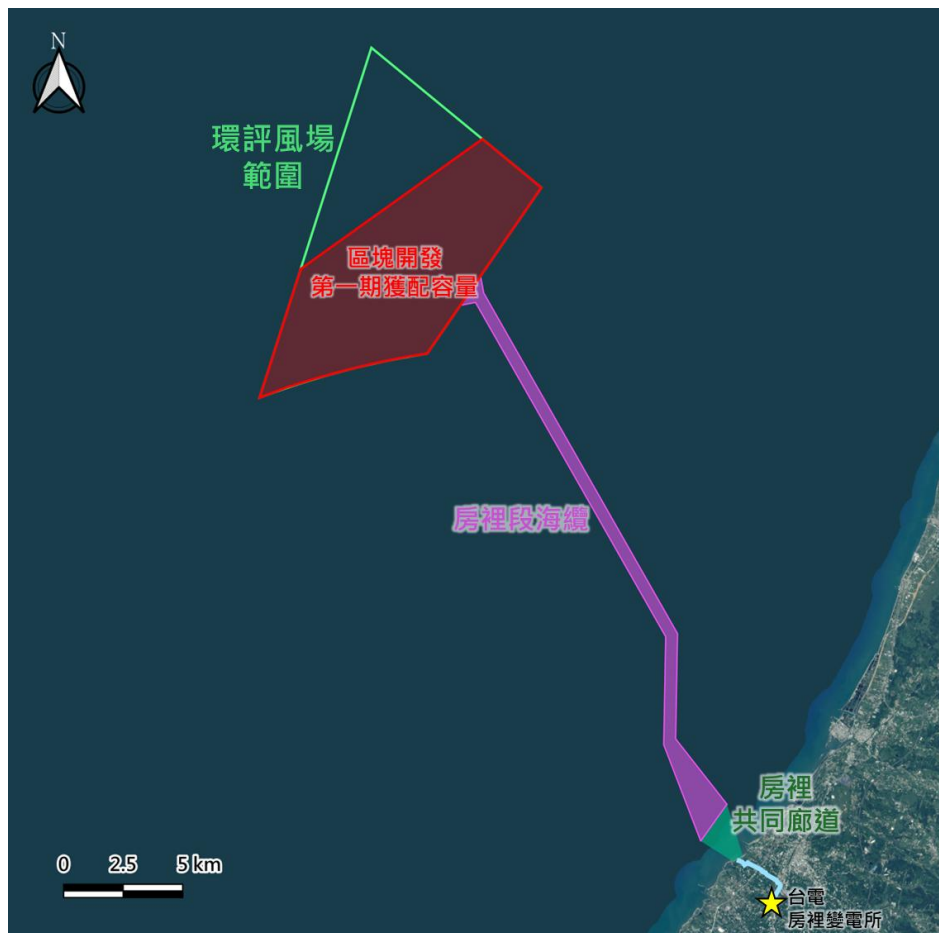 N
環評風場
範圍
區塊開發
第一期獲配容量
房裡段海纜
房裡
共同廊道
0 2.5 5 km
台電
房裡變電所